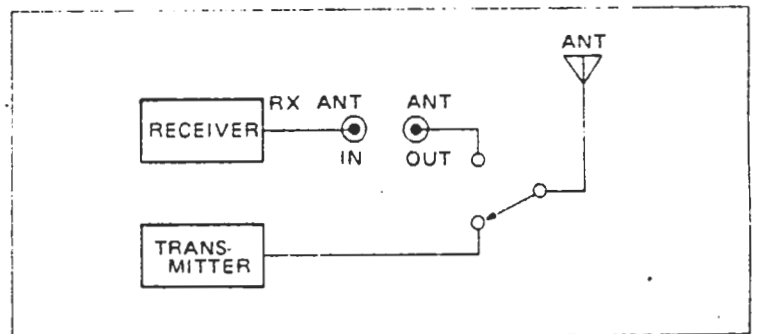 ANT
RX ANT ANT
RECEIVER
IN OUT
TRANS-
MITTER